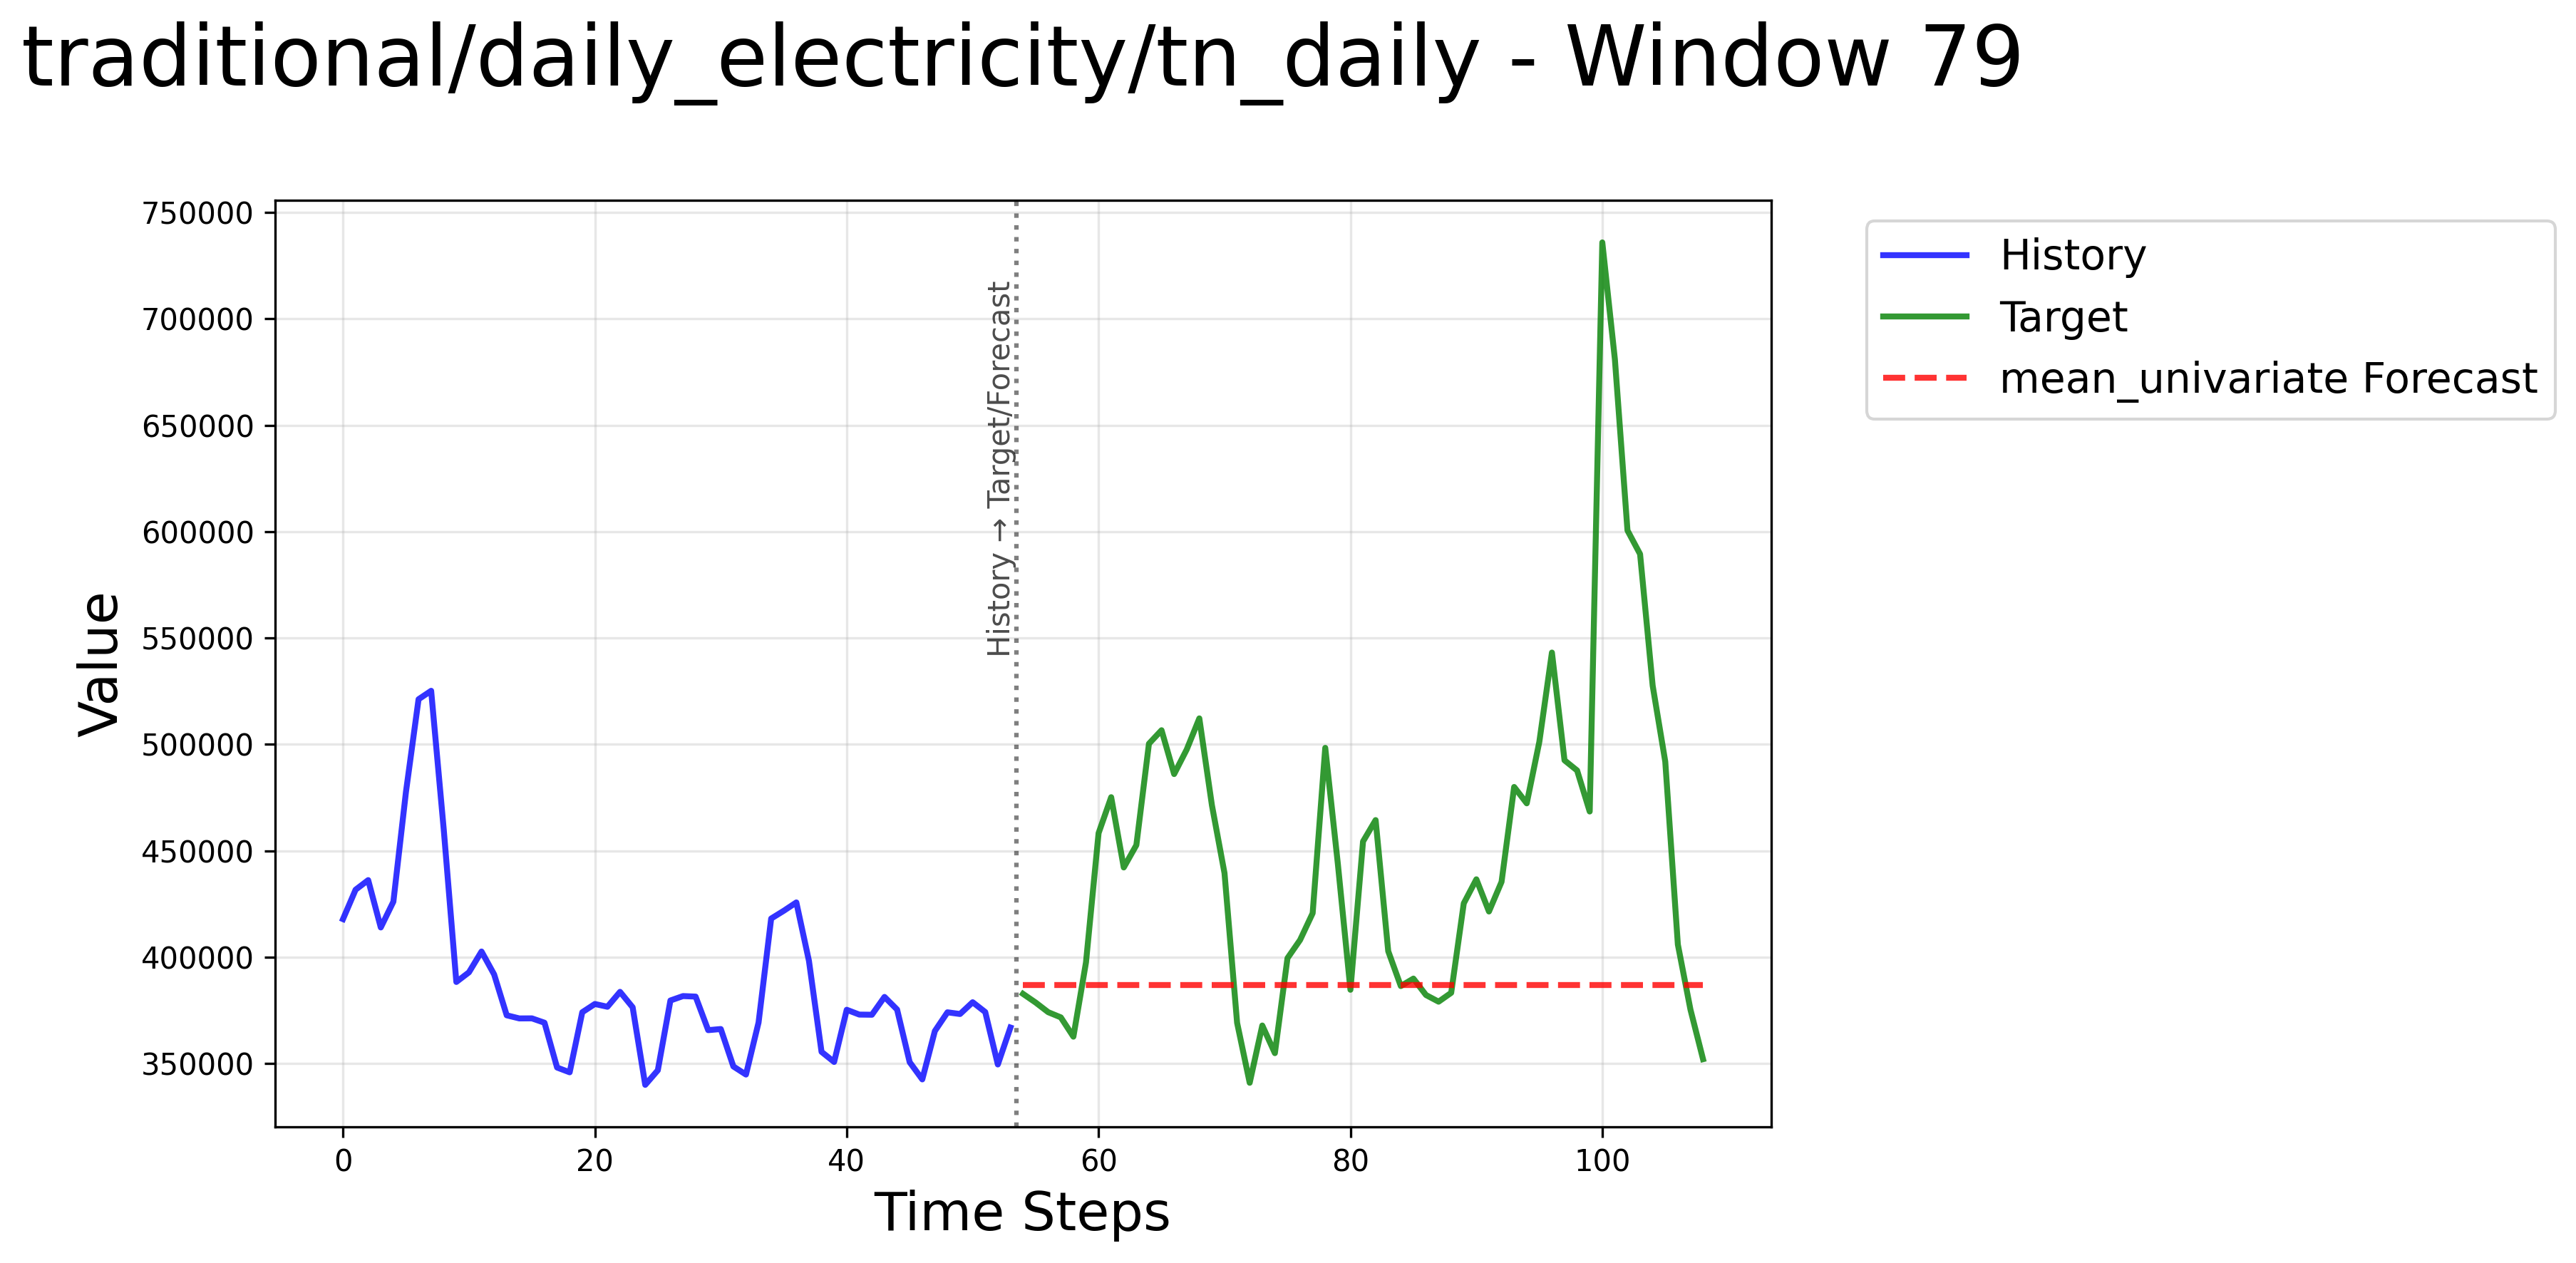 traditional/daily_electricity/tn_daily - Window 79
750000
700000
650000
600000
550000
500000
450000
400000
350000
Value
History → Target/Forecast
0 20 40 60 80 100
Time Steps
History
Target
mean_univariate Forecast